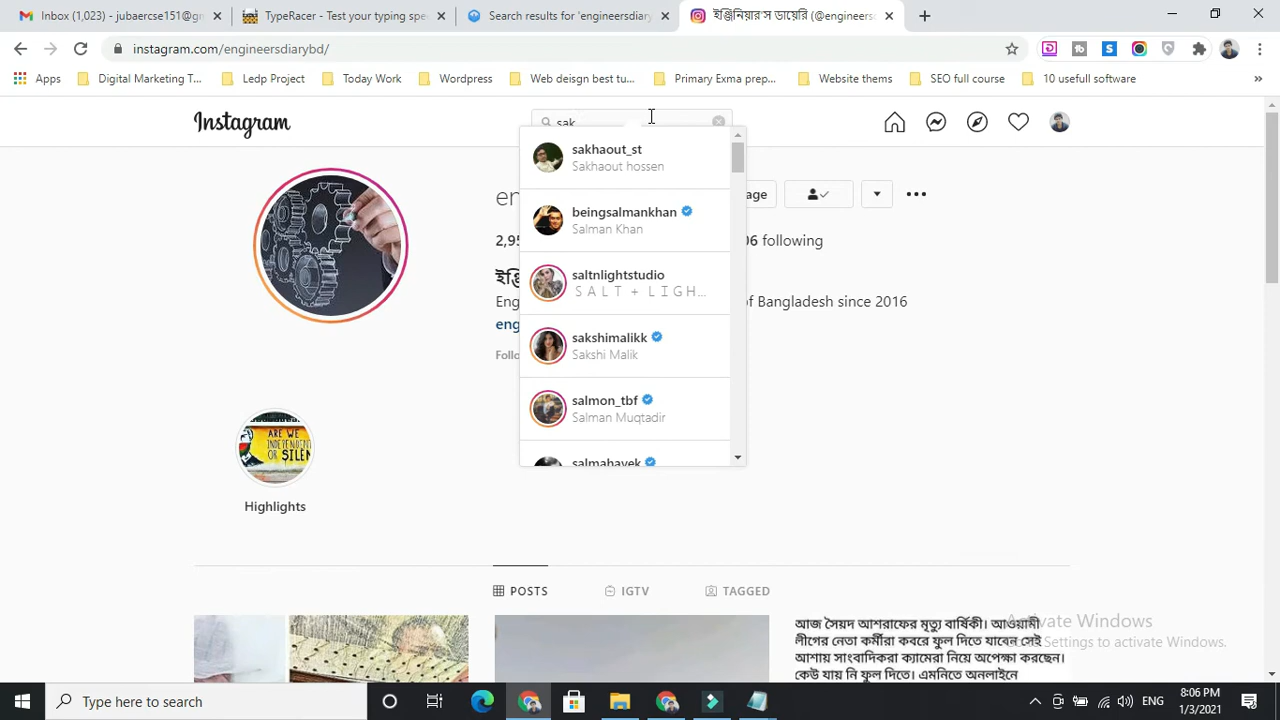 Inbox (1,023) - jubaercse151@gm
TypeRacer - Test your typing spe
Search results for 'engineersdiary
ইঞ্জিনিয়ার স ডায়েরি (@engineersd
instagram.com/engineersdiarybd/
Apps
Digital Marketing T...
Ledp Project
Today Work
Wordpress
Web deisgn best tu...
Primary Exma prep...
Website thems
SEO full course
10 usefull
Instagram
sak
sakhaout_st
Sakhaout hossen
en
age
beingsalmankhan
Salman Khan
2,95
06 following
saltnlightstudio
S A L T + L I G H...
ইঞ্জি
Eng
of Bangladesh since 2016
eng
sakshimalikk
Sakshi Malik
Follo
salmon_tbf
Salman Muqtadir
salmahayek
ARE WE
INDEPENDENT
OR SILEN
Highlights
POSTS
IGTV
TAGGED
আজ সৈয়দ আশরাফের মৃত্যু বার্ষিকী। আওয়ামী
লীগের নেতা কর্মীরা কবরে ফুল দিতে যাবেন সেই
আশায় সাংবাদিকরা ক্যামেরা নিয়ে অপেক্ষা করছেন।
কেউ যায় নি ফুল দিতে। এমনিতে অনলাইনে
Activate Windows
Settings to activate Windows.
Type here to search
ENG
8:06 PM
1/3/2021